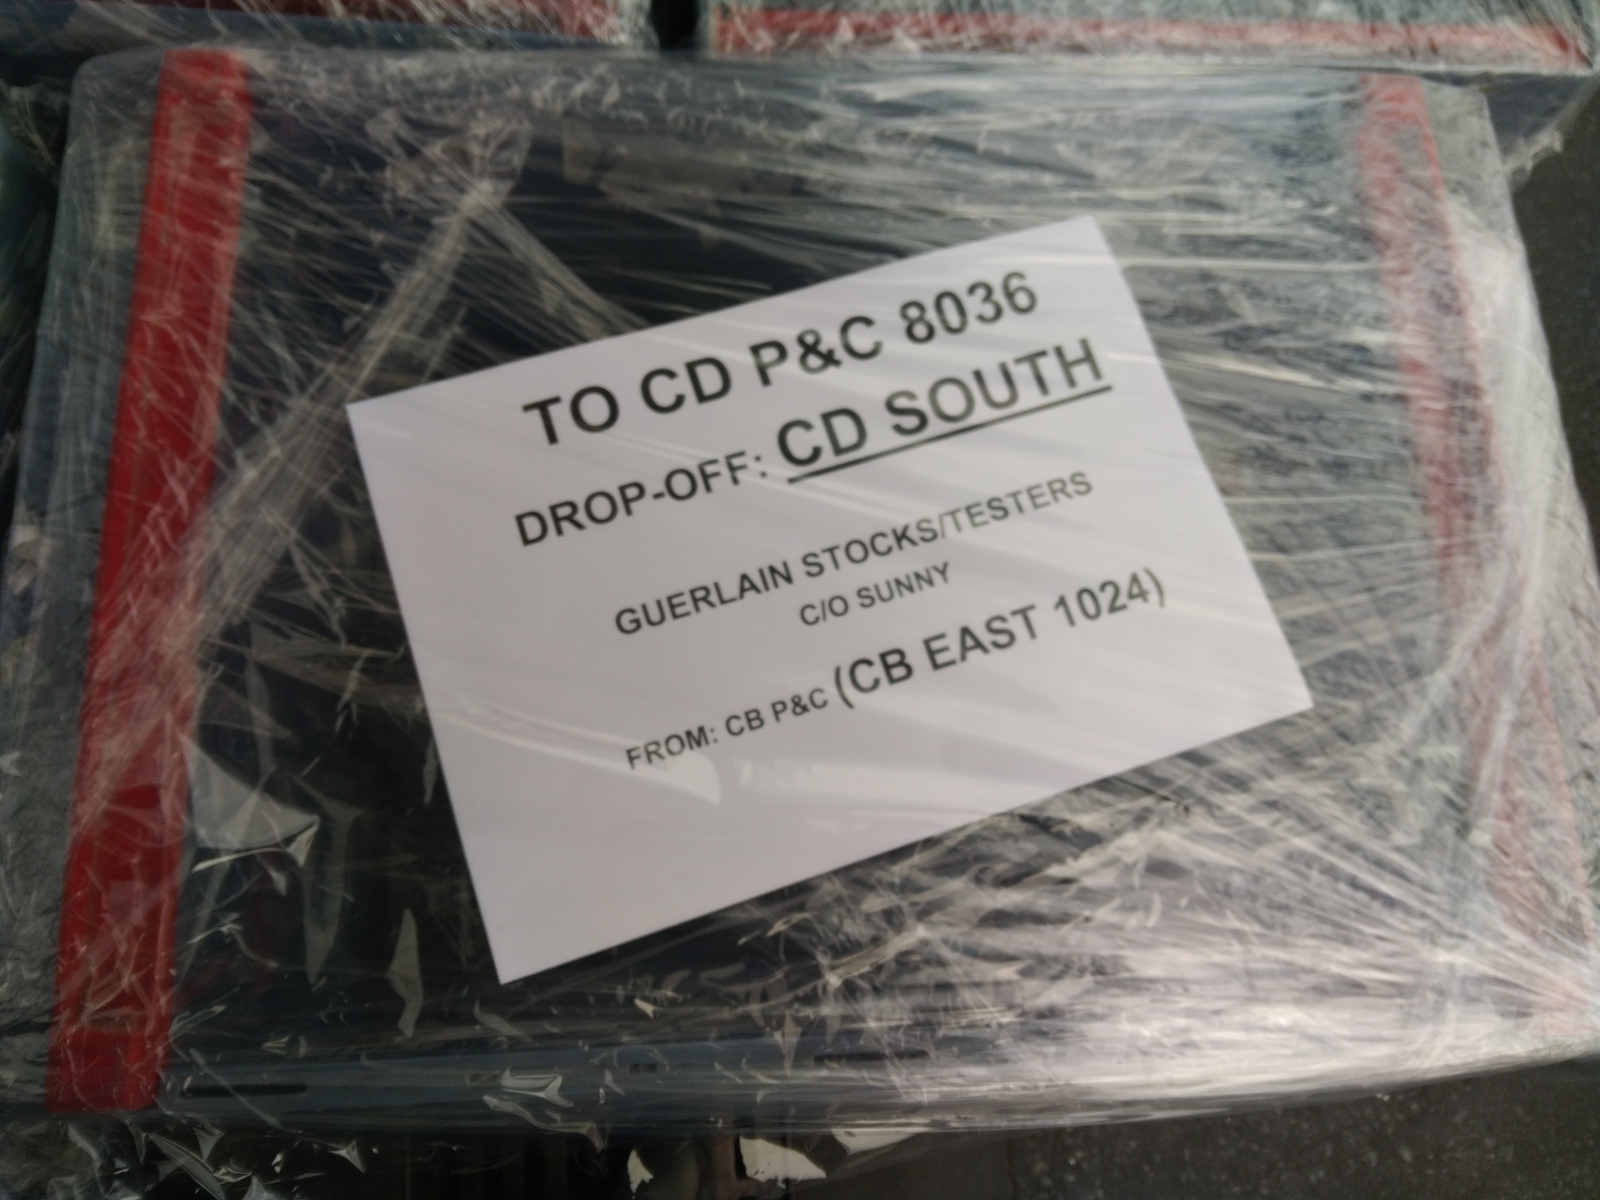 TO CD P&C 8036
DROP-OFF: CD SOUTH
GUERLAIN STOCKS/TESTERS
C/O SUNNY
FROM: CB P&C (CB EAST 1024)